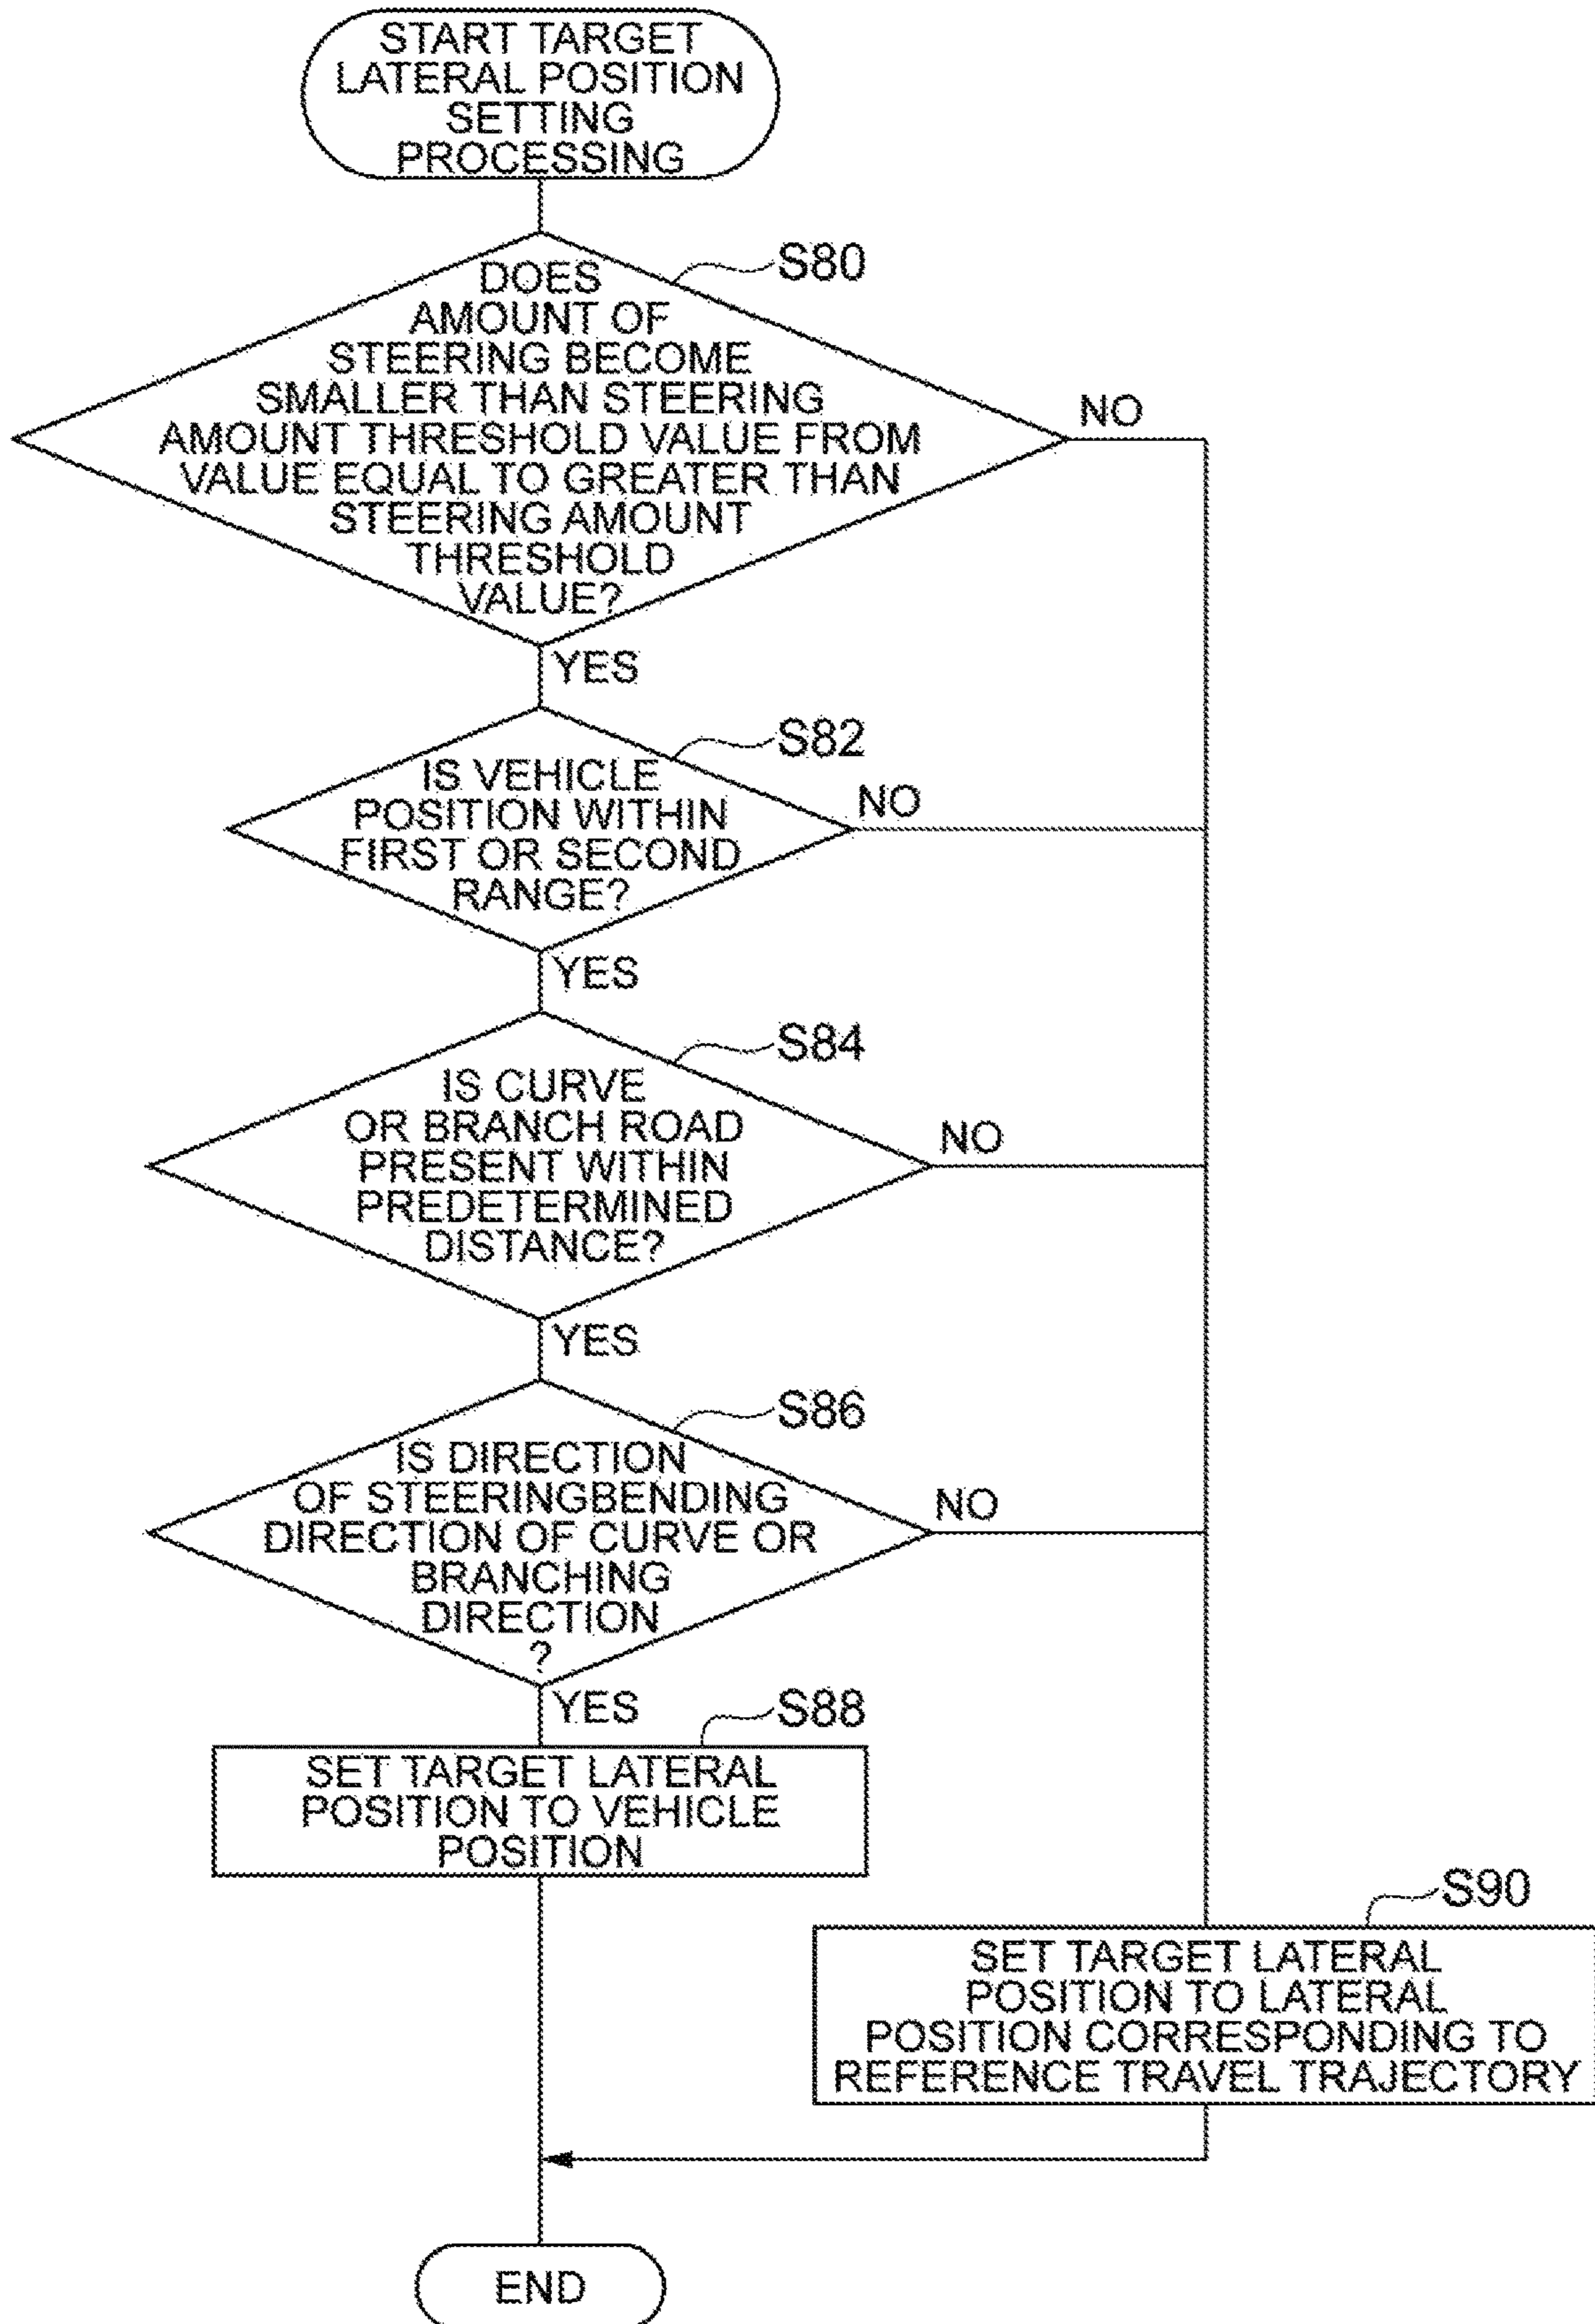 START TARGET
LATERAL POSITION
SETTING
PROCESSING
S80
DOES
AMOUNT OF
STEERING BECOME
SMALLER THAN STEERING
AMOUNT THRESHOLD VALUE FROM
VALUE EQUAL TO GREATER THAN
STEERING AMOUNT
THRESHOLD
VALUE?
NO
YES
S82
IS VEHICLE
POSITION WITHIN
FIRST OR SECOND
RANGE?
NO
YES
S84
IS CURVE
OR BRANCH ROAD
PRESENT WITHIN
PREDETERMINED
DISTANCE?
NO
YES
S86
IS DIRECTION
OF STEERINGBENDING
DIRECTION OF CURVE OR
BRANCHING
DIRECTION
?
NO
YES
S88
SET TARGET LATERAL
POSITION TO VEHICLE
POSITION
S90
SET TARGET LATERAL
POSITION TO LATERAL
POSITION CORRESPONDING TO
REFERENCE TRAVEL TRAJECTORY
END